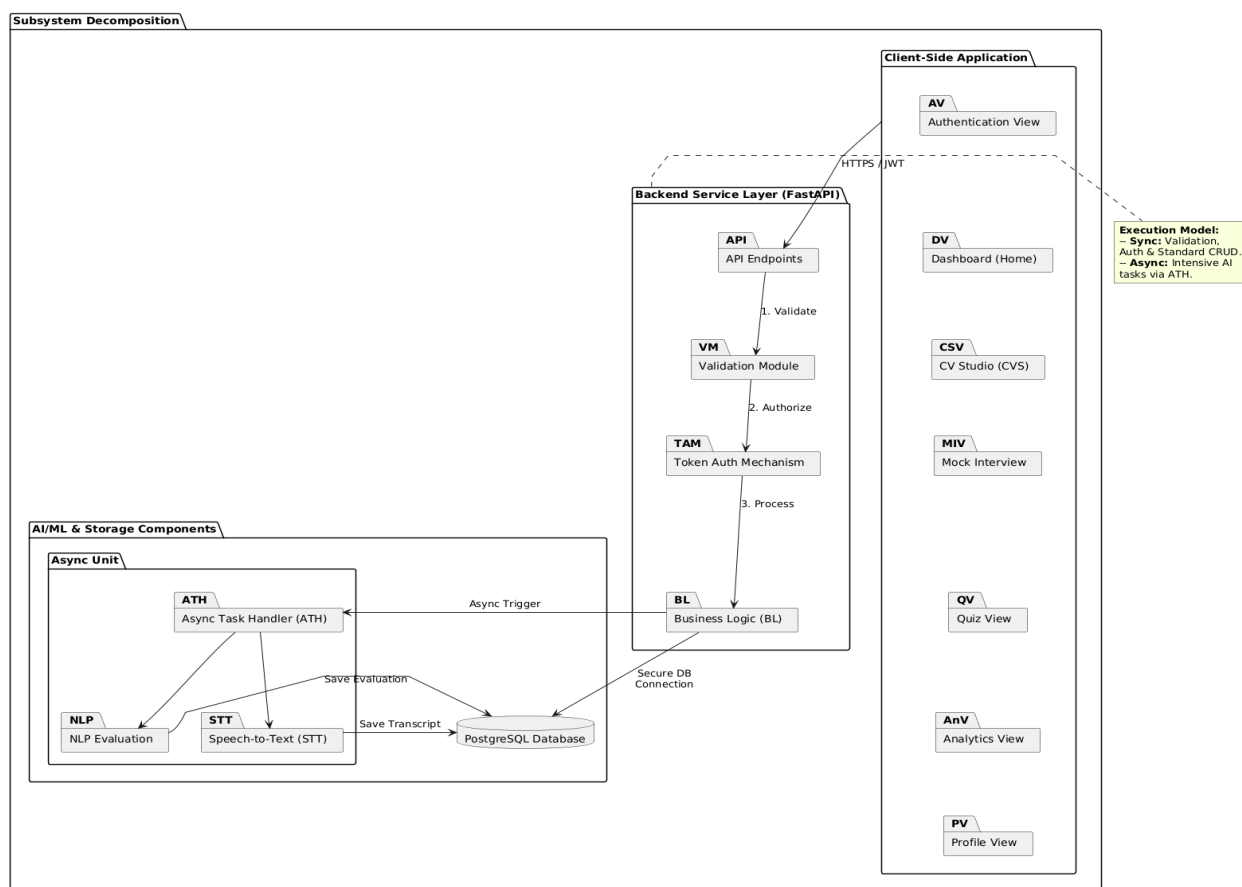 Subsystem Decomposition
Client-Side Application
AV
Authentication View
HTTPS / JWT
Backend Service Layer (FastAPI)
Execution Model:
-- Sync: Validation,
Auth & Standard CRUD.
-- Async: Intensive AI
tasks via ATH.
API
API Endpoints
DV
Dashboard (Home)
1. Validate
VM
Validation Module
CSV
CV Studio (CVS)
2. Authorize
TAM
Token Auth Mechanism
MIV
Mock Interview
3. Process
AI/ML & Storage Components
Async Unit
ATH
Async Task Handler (ATH)
Async Trigger
BL
Business Logic (BL)
QV
Quiz View
Save Evaluation
Secure DB
Connection
NLP
NLP Evaluation
STT
Speech-to-Text (STT)
Save Transcript
PostgreSQL Database
AnV
Analytics View
PV
Profile View